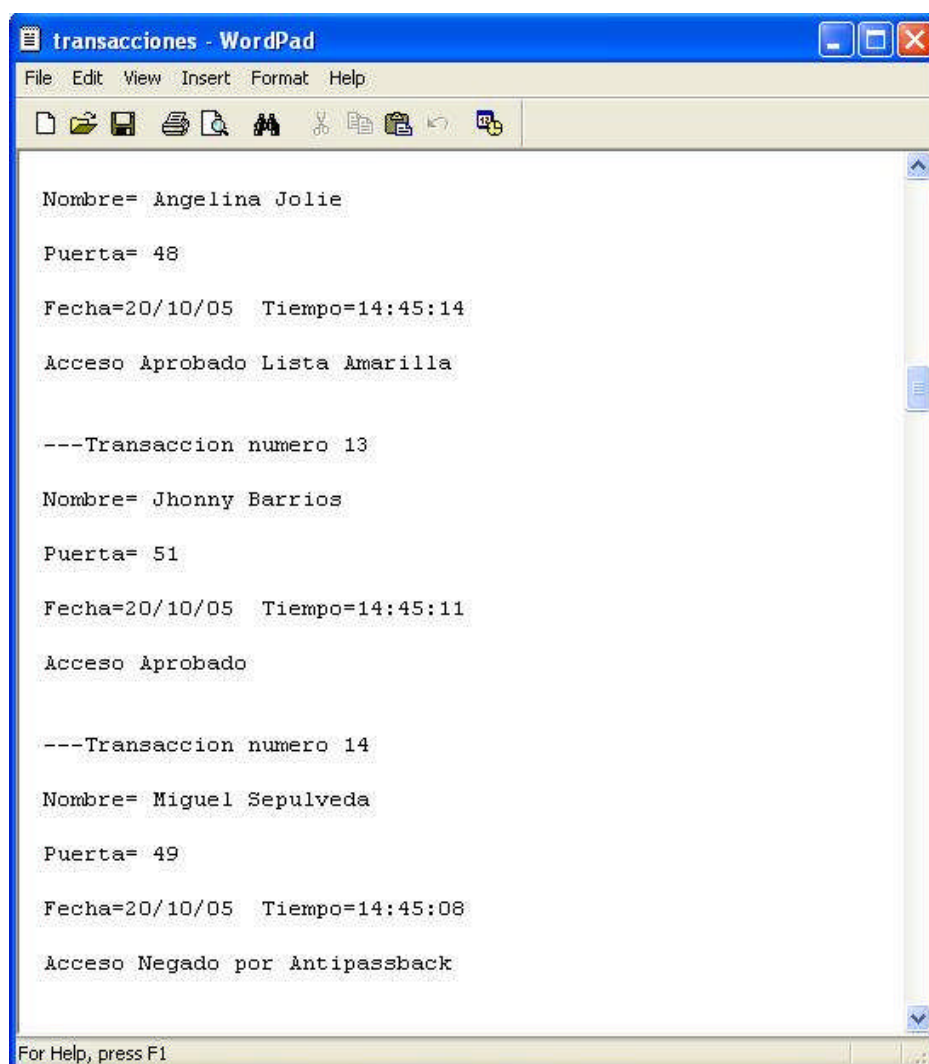 transacciones - WordPad
File Edit View Insert Format Help
Nombre= Angelina Jolie
Puerta= 48
Fecha=20/10/05  Tiempo=14:45:14
Acceso Aprobado Lista Amarilla
---Transaccion numero 13
Nombre= Jhonny Barrios
Puerta= 51
Fecha=20/10/05  Tiempo=14:45:11
Acceso Aprobado
---Transaccion numero 14
Nombre= Miguel Sepulveda
Puerta= 49
Fecha=20/10/05  Tiempo=14:45:08
Acceso Negado por Antipassback
For Help, press F1